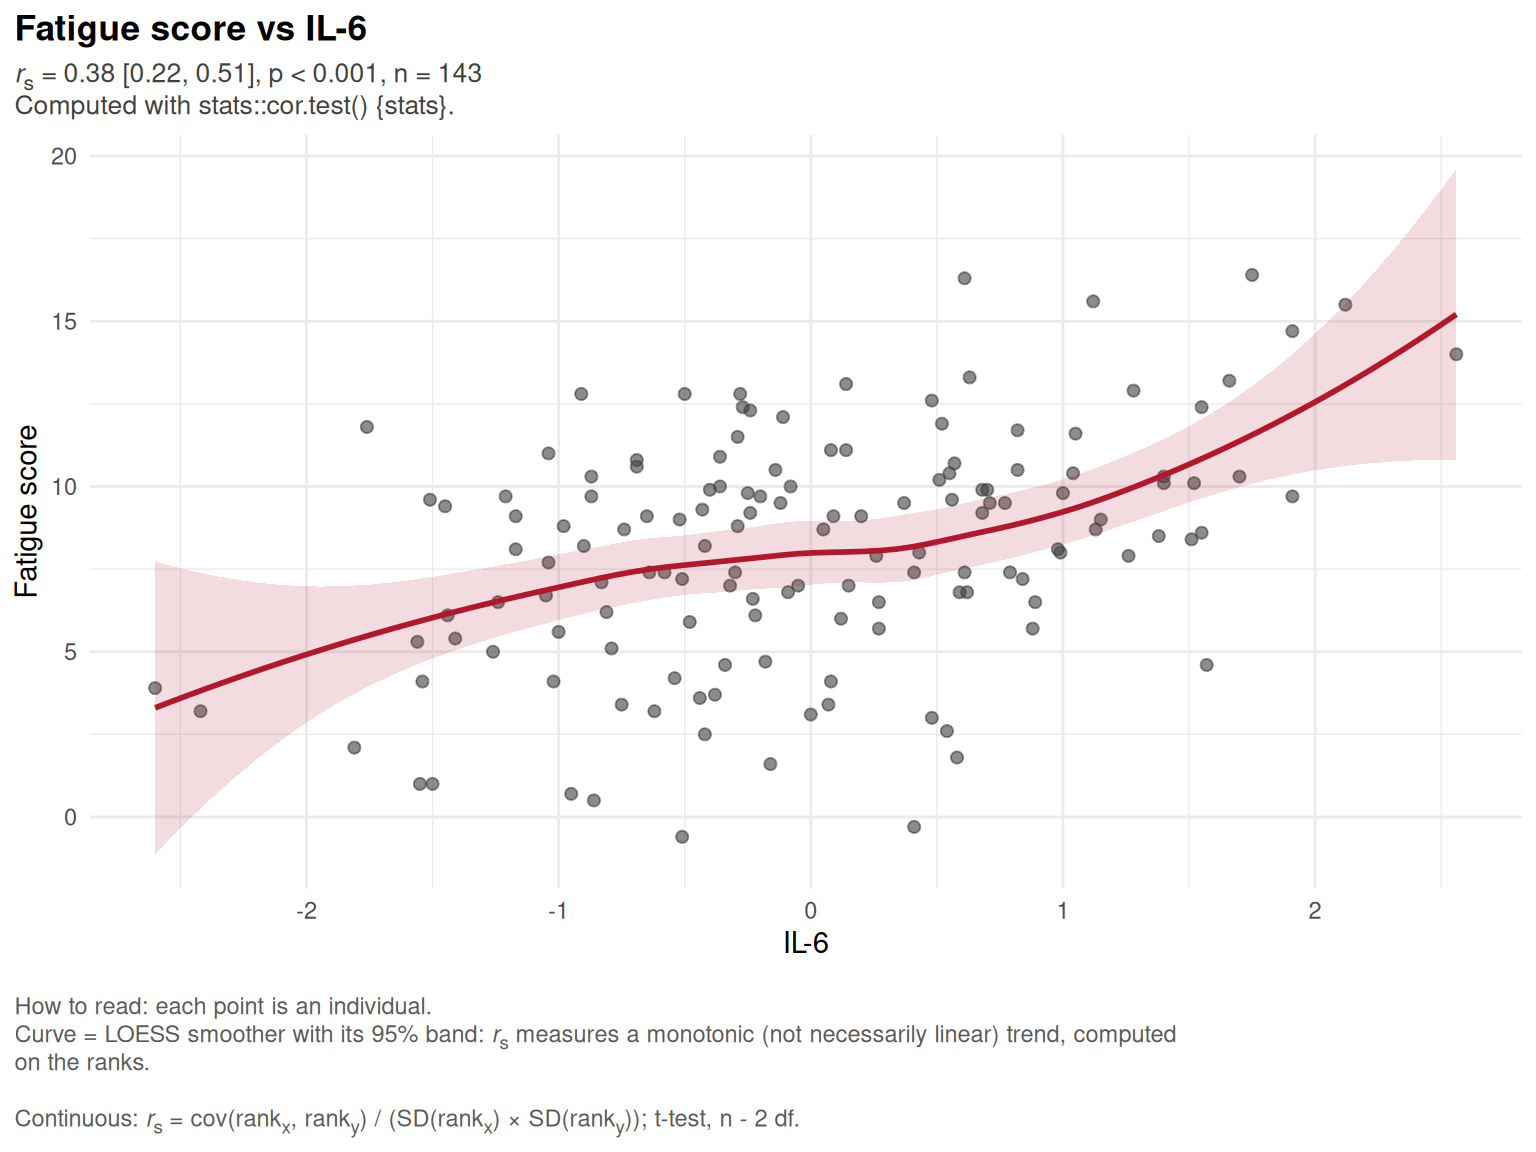 Fatigue score vs IL-6
rs = 0.38 [0.22, 0.51], p < 0.001, n = 143
Computed with stats::cor.test() {stats}.
20
15
10
5
0
Fatigue score
-2
-1
0
1
2
IL-6
How to read: each point is an individual.
Curve = LOESS smoother with its 95% band: rs measures a monotonic (not necessarily linear) trend, computed
on the ranks.
Continuous: rs = cov(rankx, ranky) / (SD(rankx) × SD(ranky)); t-test, n - 2 df.